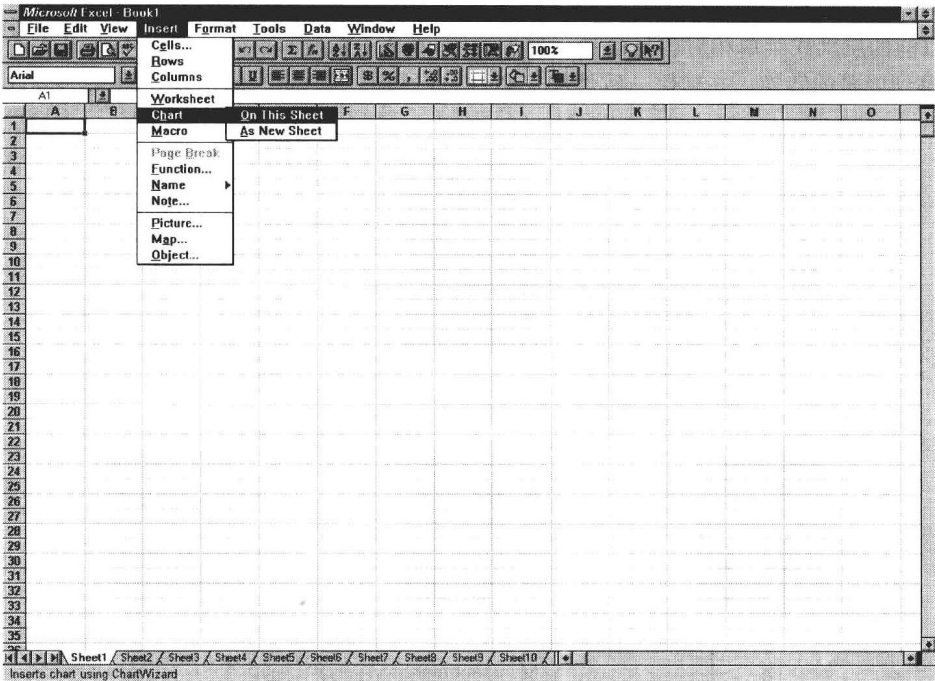 Microsoft Excel - Book1
File Edit View Insert Format Tools Data Window Help
100%
Arial
A1
Cells...
Rows
Columns
Worksheet
Chart
On This Sheet
As New Sheet
Macro
Page Break
Function...
Name
Note...
Picture...
Map...
Object...
A B F G H I J K L M N O
1
2
3
4
5
6
7
8
9
10
11
12
13
14
15
16
17
18
19
20
21
22
23
24
25
26
27
28
29
30
31
32
33
34
35
Sheet1 Sheet2 Sheet3 Sheet4 Sheet5 Sheet6 Sheet7 Sheet8 Sheet9 Sheet10
Inserts chart using ChartWizard